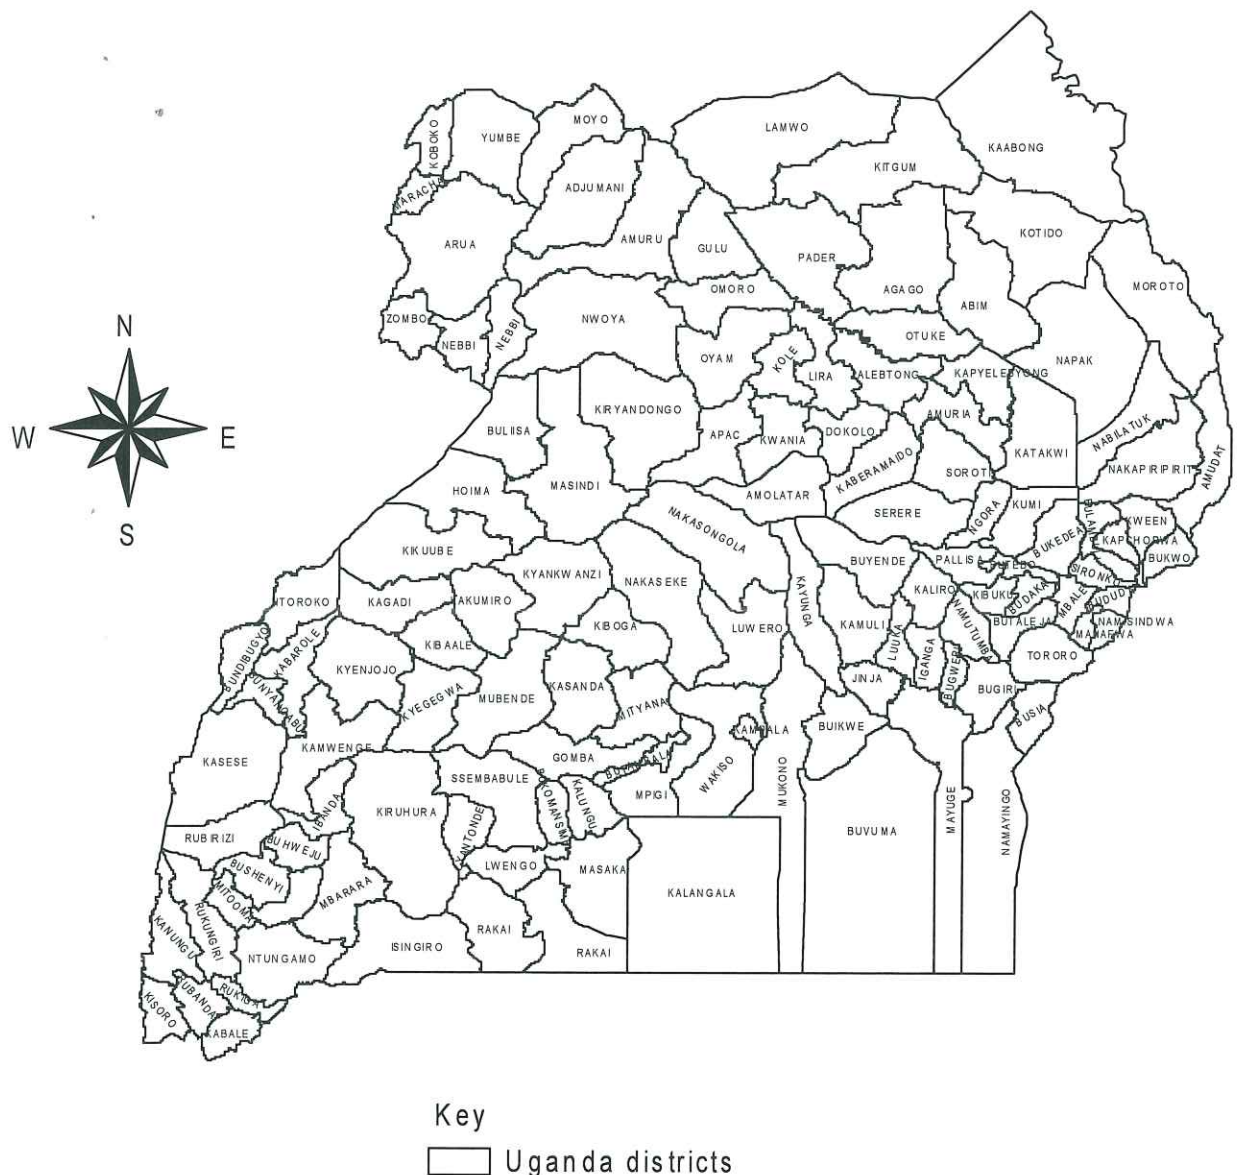 N
W
E
S
KOBOKO
YUMBE
MOYO
LAMWO
KAABONG
KITGUM
MARACHA
ADJUMANI
ARUA
AMURU
GULU
PADER
KOTIDO
AGAGO
ABIM
MOROTO
OMORO
ZOMBO
NEBBI
NEBBI
NWOYA
OTUKE
NAPAK
OYAM
KOLE
LIRA
ALEBTONG
KAPYELEBYONG
KIRYANDONGO
AMURIA
BULIISA
APAC
KWANIA
DOKOLO
KABERAMAIDO
SOROTI
KATAKWI
NABILATUK
NAKAPIRIPIRIT
AMUDAT
HOIMA
MASINDI
AMOLATAR
SERERE
NGORA
KUMI
NAKASONGOLA
BUKEDEA
KWEEN
KAPCHORWA
BUKWO
KIKUUBE
KYANKWANZI
NAKASEKE
KAYUNGA
BUYENDE
PALLISA
SIRONKO
NTOROKO
KAGADI
KAKUMIRO
KIBOGA
LUWERO
KAMULI
KALIRO
KIBUKU
BUDAKA
MBALE
BUTALEJA
NAMISINDWA
MANAFWA
NAMUTUMBA
LUUKA
IGANGA
BUGWERI
TORORO
KIBAALE
KABAROLE
BUNDIBUGYO
BUNYANGABU
KYENJOJO
KYEGEGWA
MUBENDE
KASANDA
MITYANA
JINJA
BUGIRI
BUSIA
KAMWENGE
KASESE
GOMBA
KAMPALA
BUIKWE
SSEMBABULE
WAKISO
MUKONO
MPIGI
KALUNGU
IBANDA
KIRUHURA
RUBIRIZI
BUHWEJU
BUSHENYI
MITOOMA
MBARARA
LWENGO
MASAKA
KALANGALA
BUVUMA
MAYUGE
NAMAYINGO
KANUNGU
RUKUNGIRI
NTUNGAMO
ISINGIRO
RAKAI
RAKAI
KISORO
RUBANDA
RUKIGA
KABALE
Key
Uganda districts